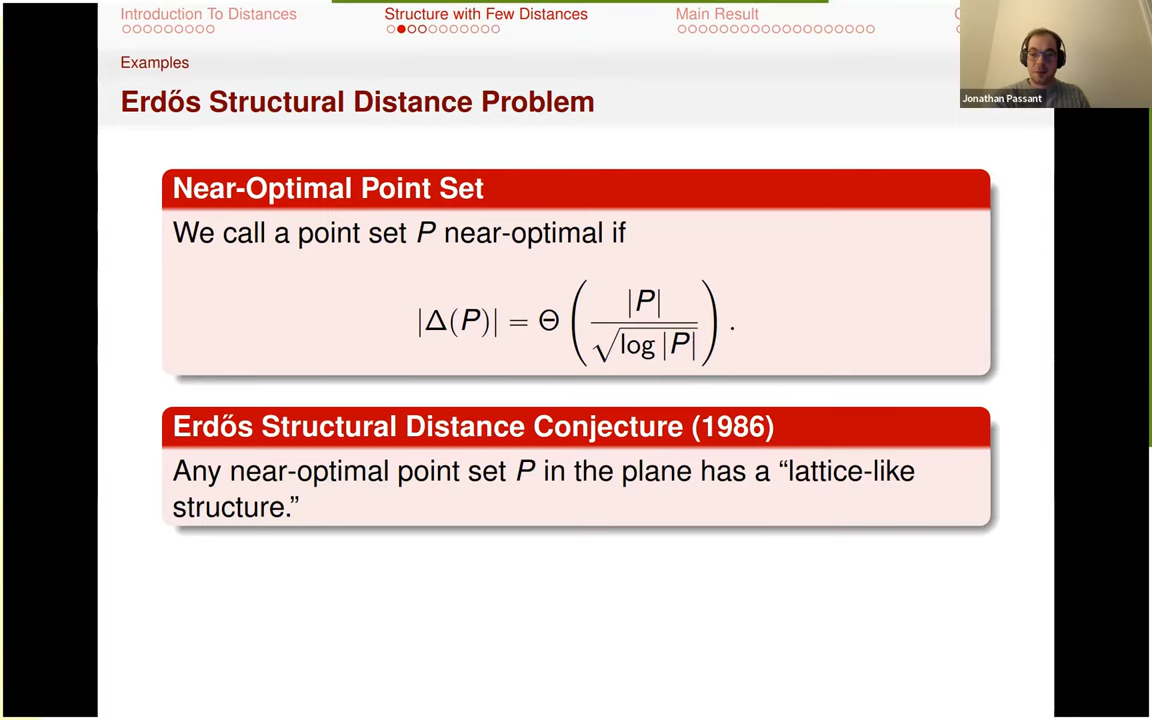 Introduction To Distances
Structure with Few Distances
Main Result
Examples
Erdős Structural Distance Problem
Jonathan Passant
Near-Optimal Point Set
We call a point set P near-optimal if
|Δ(P)| = Θ ( |P| / √log |P| ) .
Erdős Structural Distance Conjecture (1986)
Any near-optimal point set P in the plane has a “lattice-like
structure.”